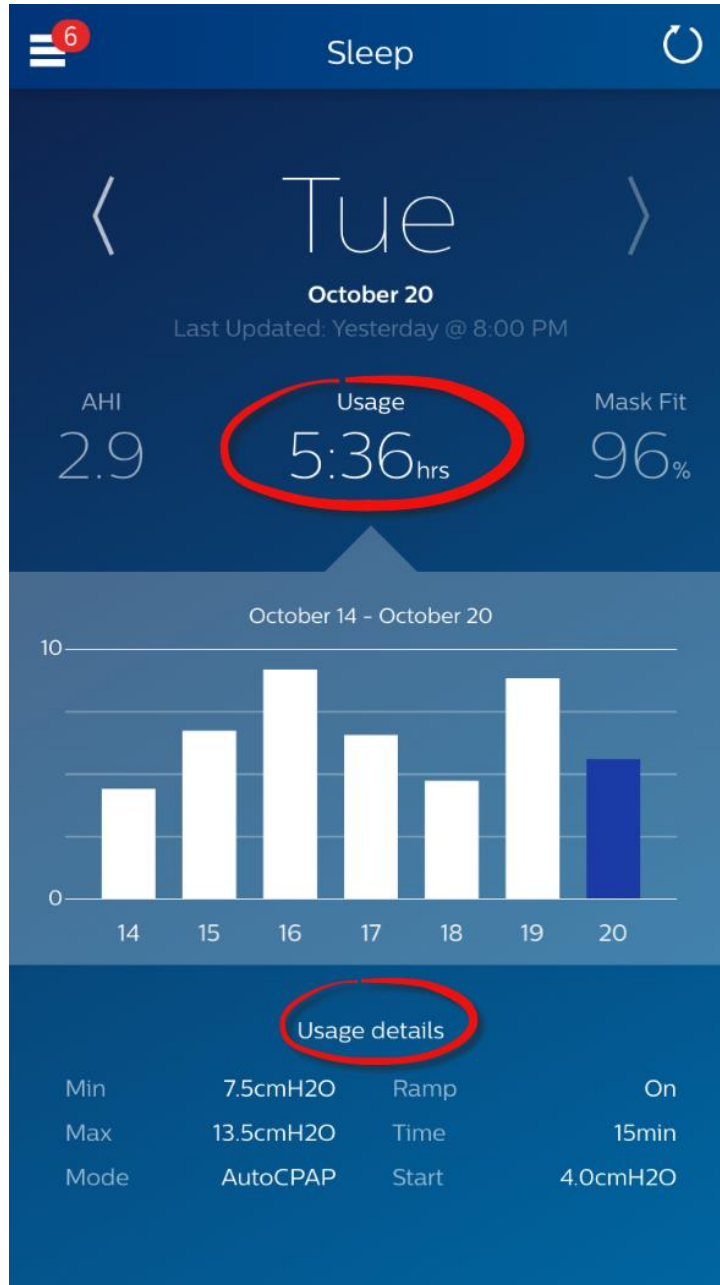 6
Sleep
Tue
October 20
Last Updated: Yesterday @ 8:00 PM
AHI Usage Mask Fit
2.9 5:36hrs 96%
October 14 - October 20
10
0
14 15 16 17 18 19 20
Usage details
Min 7.5cmH2O Ramp On
Max 13.5cmH2O Time 15min
Mode AutoCPAP Start 4.0cmH2O